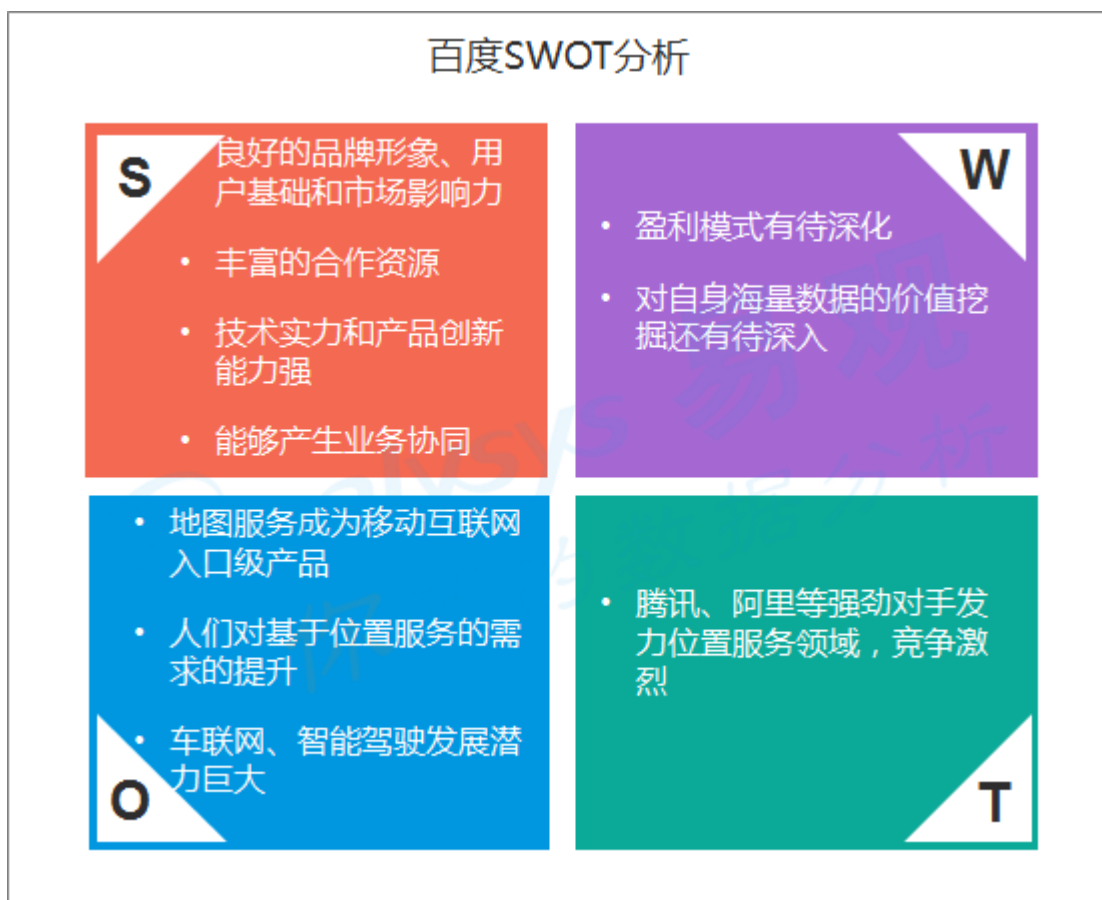 百度SWOT分析
S
良好的品牌形象、用
户基础和市场影响力
• 丰富的合作资源
• 技术实力和产品创新
能力强
• 能够产生业务协同
W
• 盈利模式有待深化
• 对自身海量数据的价值挖
掘还有待深入
• 地图服务成为移动互联网
入口级产品
• 人们对基于位置服务的需
求的提升
• 车联网、智能驾驶发展潜
力巨大
O
• 腾讯、阿里等强劲对手发
力位置服务领域，竞争激
烈
T
易观
数据分析